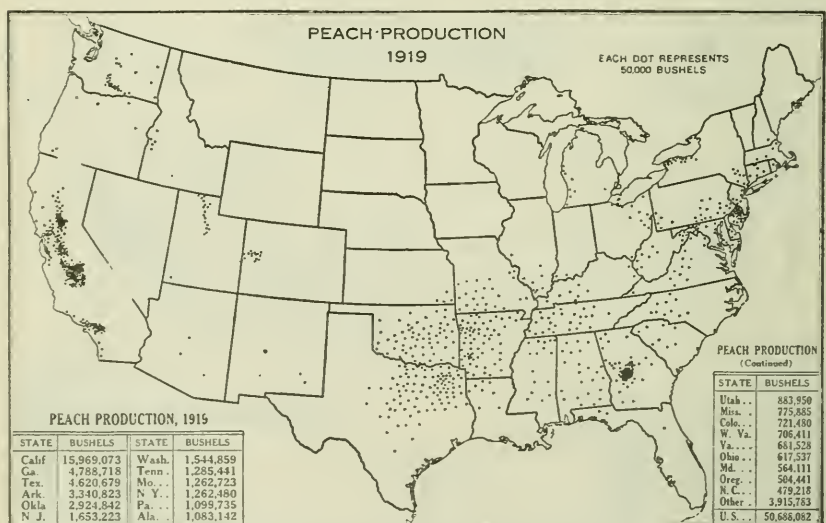 PEACH·PRODUCTION
1919
EACH DOT REPRESENTS
50,000 BUSHELS
PEACH PRODUCTION, 1919
STATE BUSHELS STATE BUSHELS
Calif 15,969,073 Wash. 1,544,859
Ga. 4,788,718 Tenn. 1,285,441
Tex. 4,620,679 Mo... 1,262,723
Ark. 3,340,823 N Y.. 1,262,480
Okla 2,924,842 Pa... 1,099,735
N J. 1,653,223 Ala. . 1,083,142
PEACH PRODUCTION
(Continued)
STATE BUSHELS
Utah . . 883,950
Miss. . 775,885
Colo... 721,480
W. Va. 706,411
Va.... 681,528
Ohio . . 617,537
Md. . . 564,111
Oreg. . 504,441
N. C... 479,218
Other . 3,915,783
U.S... 50,686,082